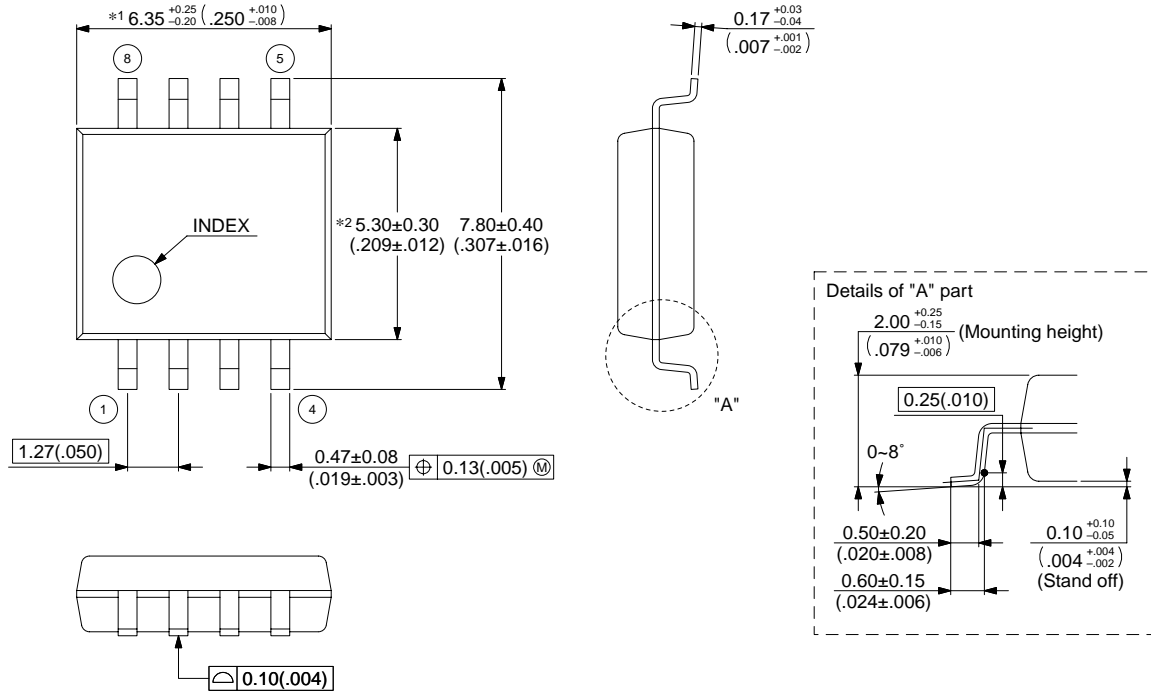 *1 6.35 +0.25 −0.20 (.250 +.010 −.008)
0.17 +0.03 −0.04
(.007 +.001 −.002)
8
5
INDEX
*2 5.30±0.30
(.209±.012)
7.80±0.40
(.307±.016)
1
4
"A"
1.27(.050)
0.47±0.08
(.019±.003)
⌖ 0.13(.005) Ⓜ
0.10(.004)
Details of "A" part
2.00 +0.25 −0.15 (Mounting height)
(.079 +.010 −.006)
0.25(.010)
0~8°
0.50±0.20
(.020±.008)
0.60±0.15
(.024±.006)
0.10 +0.10 −0.05
(.004 +.004 −.002)
(Stand off)